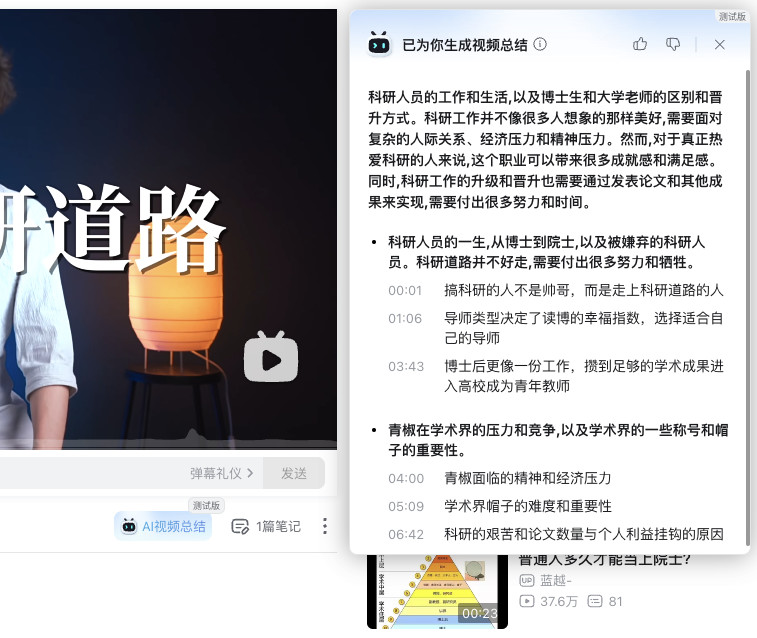 研道路
弹幕礼仪 >
发送
测试版
AI视频总结
1篇笔记
测试版
已为你生成视频总结
科研人员的工作和生活,以及博士生和大学老师的区别和晋
升方式。科研工作并不像很多人想象的那样美好,需要面对
复杂的人际关系、经济压力和精神压力。然而,对于真正热
爱科研的人来说,这个职业可以带来很多成就感和满足感。
同时,科研工作的升级和晋升也需要通过发表论文和其他成
果来实现,需要付出很多努力和时间。
• 科研人员的一生,从博士到院士,以及被嫌弃的科研人
员。科研道路并不好走,需要付出很多努力和牺牲。
00:01 搞科研的人不是帅哥，而是走上科研道路的人
01:06 导师类型决定了读博的幸福指数，选择适合自
己的导师
03:43 博士后更像一份工作，攒到足够的学术成果进
入高校成为青年教师
• 青椒在学术界的压力和竞争,以及学术界的一些称号和帽
子的重要性。
04:00 青椒面临的精神和经济压力
05:09 学术界帽子的难度和重要性
06:42 科研的艰苦和论文数量与个人利益挂钩的原因
00:23
普通人多久才能当上院士?
UP 蓝越-
37.6万 81